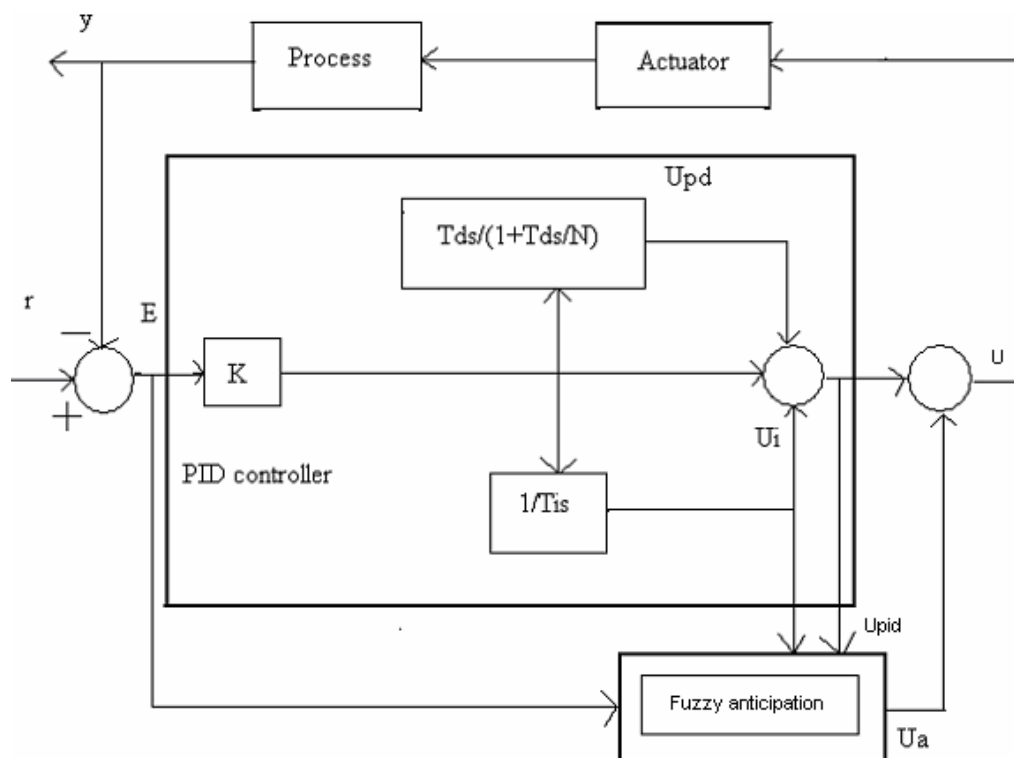 y
Process
Actuator
Upd
Tds/(1+Tds/N)
r
E
K
U
Ui
PID controller
1/Tis
Upid
Fuzzy anticipation
Ua